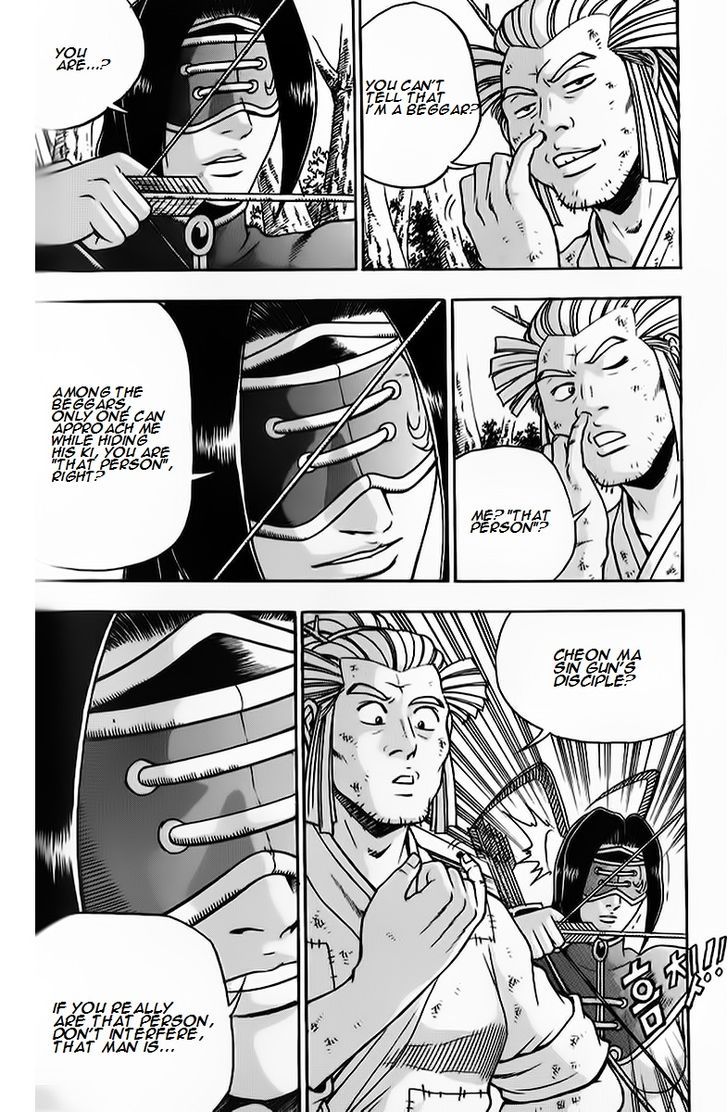 YOU
ARE...?
YOU CAN'T
TELL THAT
I'M A BEGGAR?
AMONG THE
BEGGARS
ONLY ONE CAN
APPROACH ME
WHILE HIDING
HIS KI, YOU ARE
"THAT PERSON",
RIGHT?
ME? "THAT
PERSON"?
CHEON MA
SIN GUN'S
DISCIPLE?
흠칫!!
IF YOU REALLY
ARE THAT PERSON,
DON'T INTERFERE,
THAT MAN IS...